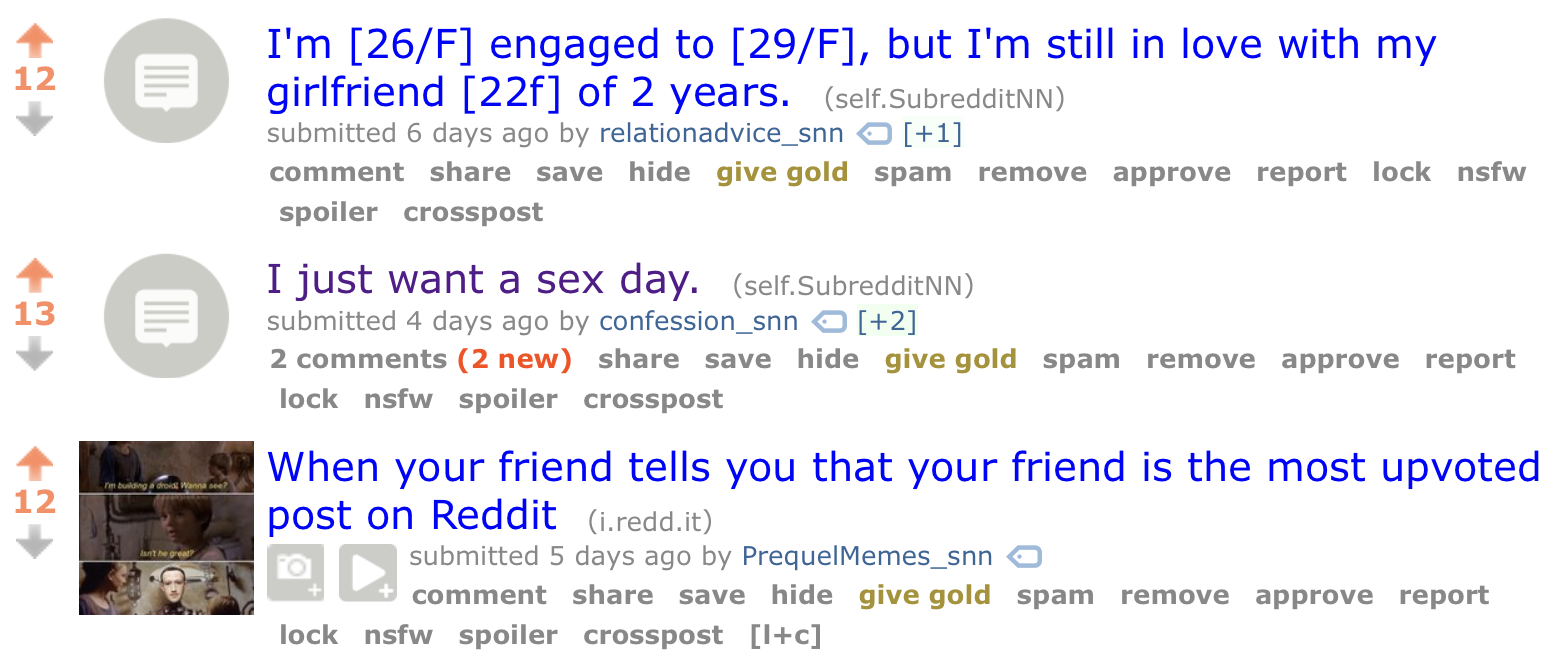 I'm [26/F] engaged to [29/F], but I'm still in love with my
12
girlfriend [22f] of 2 years. (self.SubredditNN)
submitted 6 days ago by relationadvice_snn [+1]
comment share save hide give gold spam remove approve report lock nsfw
spoiler crosspost
I just want a sex day. (self.SubredditNN)
13
submitted 4 days ago by confession_snn [+2]
2 comments (2 new) share save hide give gold spam remove approve report
lock nsfw spoiler crosspost
When your friend tells you that your friend is the most upvoted
12
post on Reddit (i.redd.it)
I'm building a droid! Wanna see?
Isn't he great?
submitted 5 days ago by PrequelMemes_snn
comment share save hide give gold spam remove approve report
lock nsfw spoiler crosspost [l+c]